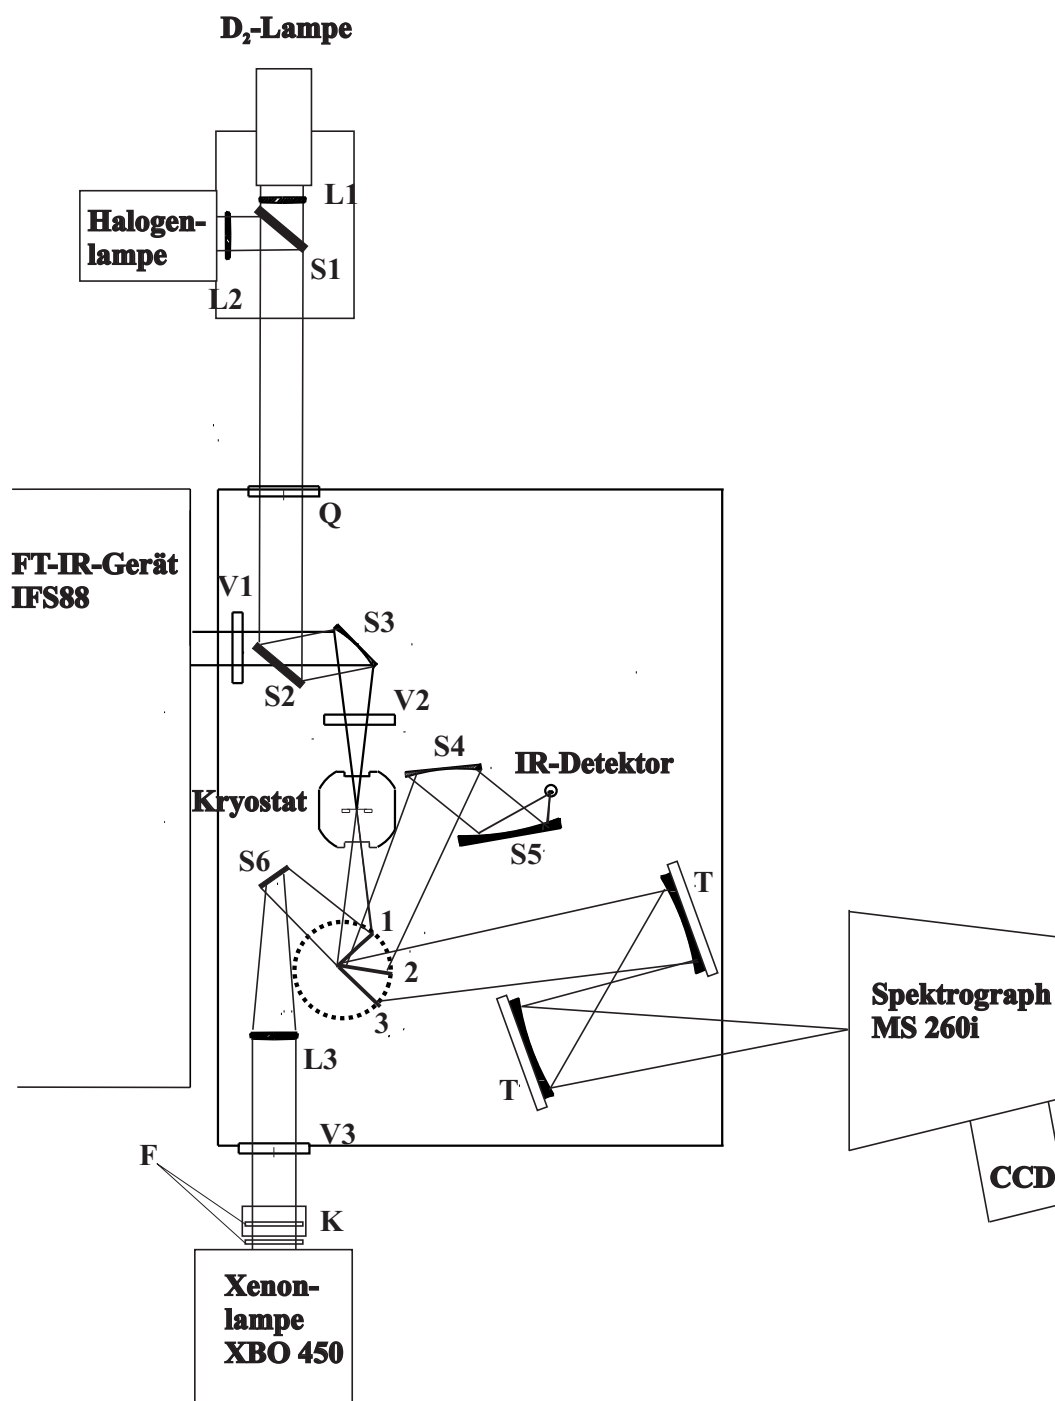 D₂-Lampe
L1
Halogen-
lampe
S1
L2
Q
FT-IR-Gerät
IFS88
V1
S3
S2
V2
S4
IR-Detektor
Kryostat
S5
S6
T
1
2
3
Spektrograph
MS 260i
L3
T
V3
F
CCD
K
Xenon-
lampe
XBO 450